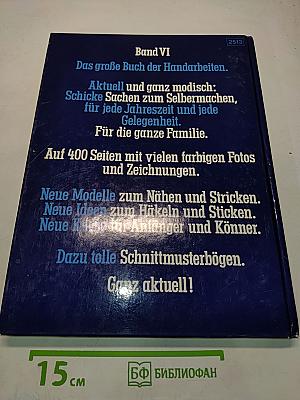 2513
Band VI
Das große Buch der Handarbeiten.
Aktuell und ganz modisch:
Schicke Sachen zum Selbermachen,
für jede Jahreszeit und jede
Gelegenheit.
Für die ganze Familie.
Auf 400 Seiten mit vielen farbigen Fotos
und Zeichnungen.
Neue Modelle zum Nähen und Stricken.
Neue Ideen zum Häkeln und Sticken.
Neue für Anfänger und Könner.
Dazu tolle Schnittmusterbögen.
Ganz aktuell!
15 см
БФ БИБЛИОФАН